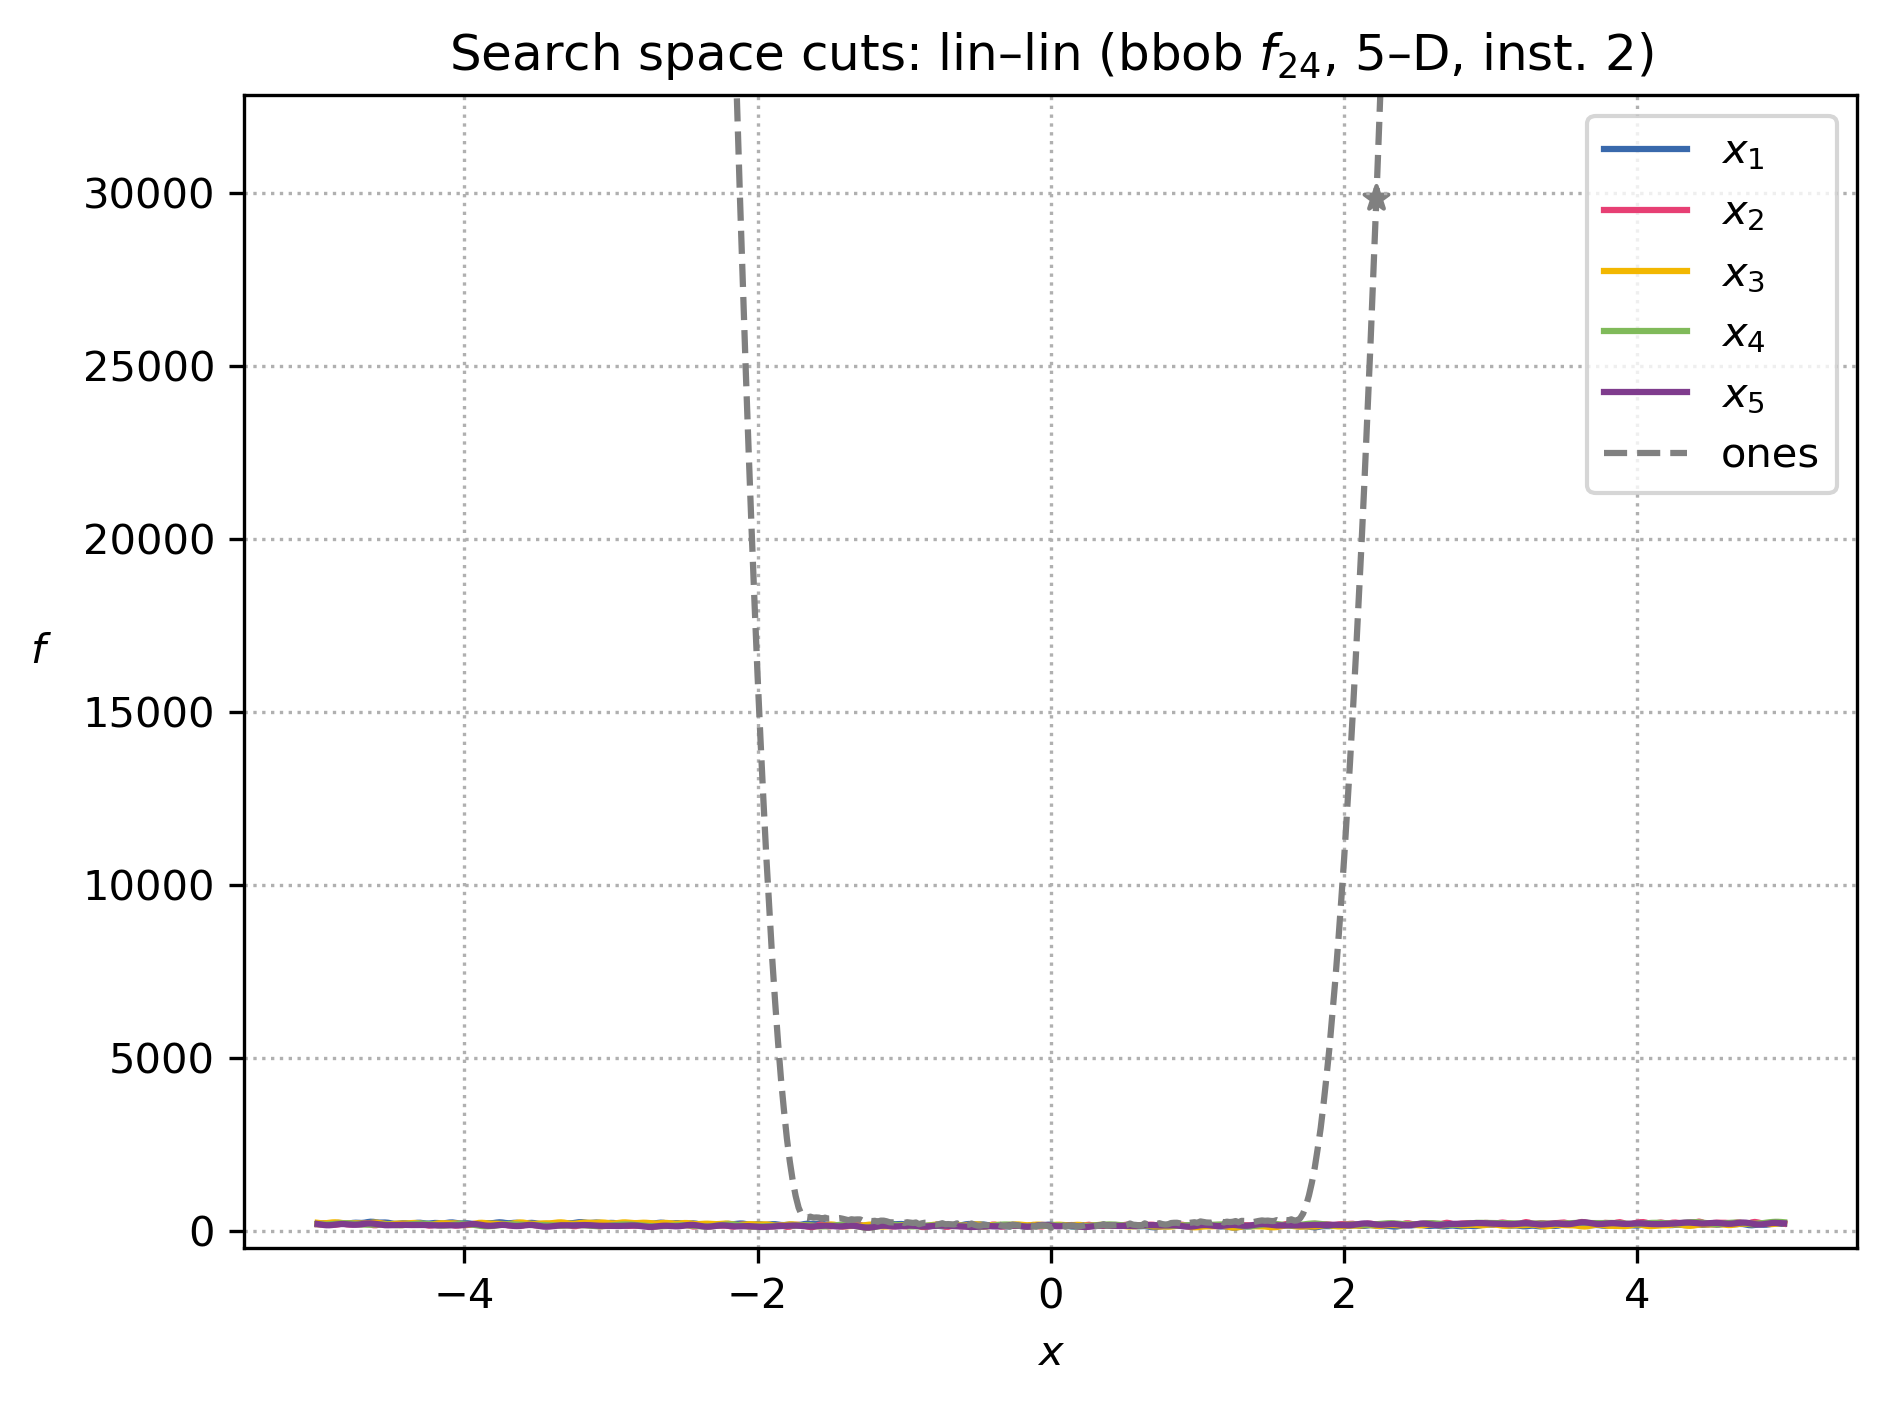 Search space cuts: lin–lin (bbob f24, 5–D, inst. 2)
30000
25000
20000
15000
10000
5000
0
f
−4
−2
0
2
4
x
x1
x2
x3
x4
x5
ones